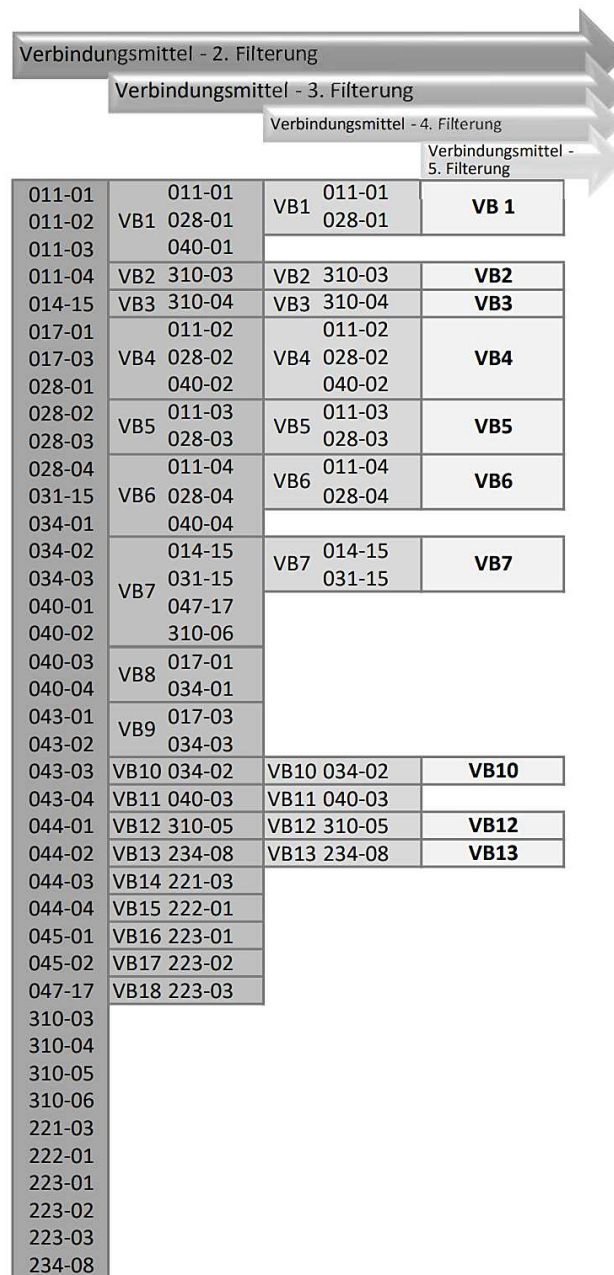 Verbindungsmittel - 2. Filterung
Verbindungsmittel - 3. Filterung
Verbindungsmittel - 4. Filterung
Verbindungsmittel -
5. Filterung
011-01
011-02
011-03
011-04
014-15
017-01
017-03
028-01
028-02
028-03
028-04
031-15
034-01
034-02
034-03
040-01
040-02
040-03
040-04
043-01
043-02
043-03
043-04
044-01
044-02
044-03
044-04
045-01
045-02
047-17
310-03
310-04
310-05
310-06
221-03
222-01
223-01
223-02
223-03
234-08
011-01
VB1 028-01
040-01
VB2 310-03
VB3 310-04
011-02
VB4 028-02
040-02
VB5
011-03
028-03
011-04
VB6 028-04
040-04
VB7
014-15
031-15
047-17
310-06
VB8
017-01
034-01
VB9
017-03
034-03
VB10 034-02
VB11 040-03
VB12 310-05
VB13 234-08
VB14 221-03
VB15 222-01
VB16 223-01
VB17 223-02
VB18 223-03
VB1
011-01
028-01
VB2 310-03
VB3 310-04
011-02
VB4 028-02
040-02
VB5
011-03
028-03
VB6
011-04
028-04
VB7
014-15
031-15
VB10 034-02
VB11 040-03
VB12 310-05
VB13 234-08
VB 1
VB2
VB3
VB4
VB5
VB6
VB7
VB10
VB12
VB13